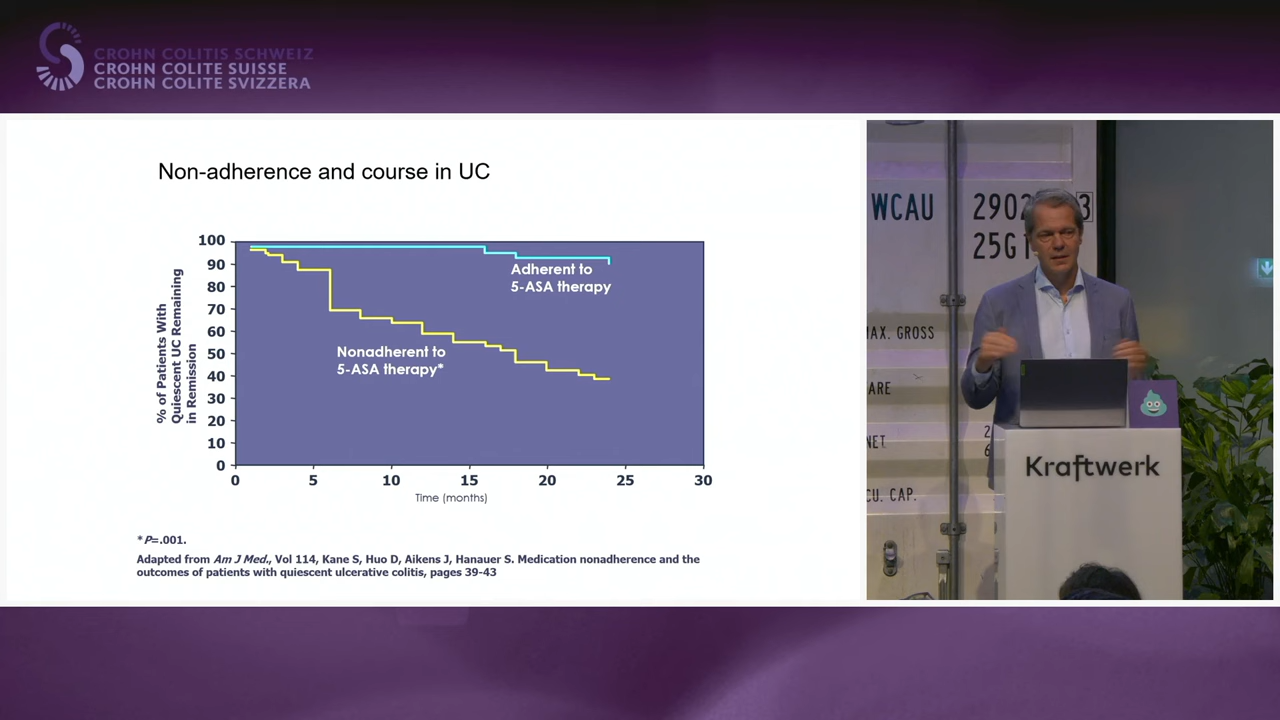 CROHN COLITIS SCHWEIZ
CROHN COLITE SUISSE
CROHN COLITE SVIZZERA
Non-adherence and course in UC
% of Patients With
Quiescent UC Remaining
in Remission
100
90
80
70
60
50
40
30
20
10
0
Adherent to
5-ASA therapy
Nonadherent to
5-ASA therapy*
0 5 10 15 20 25 30
Time (months)
*P=.001.
Adapted from Am J Med., Vol 114, Kane S, Huo D, Aikens J, Hanauer S. Medication nonadherence and the
outcomes of patients with quiescent ulcerative colitis, pages 39-43
WCAU
290
3
25G
AX. GROSS
ARE
NET
CU. CAP.
Kraftwerk